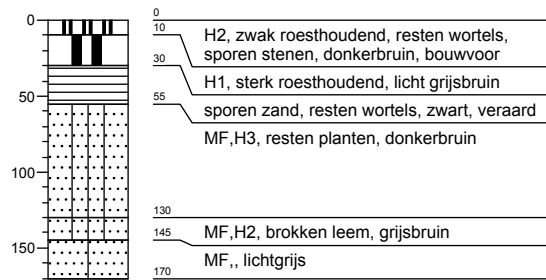 0
50
100
150
0
10
H2, zwak roesthoudend, resten wortels,
sporen stenen, donkerbruin, bouwvoor
30
H1, sterk roesthoudend, licht grijsbruin
55
sporen zand, resten wortels, zwart, veraard
MF,H3, resten planten, donkerbruin
130
MF,H2, brokken leem, grijsbruin
145
MF,, lichtgrijs
170